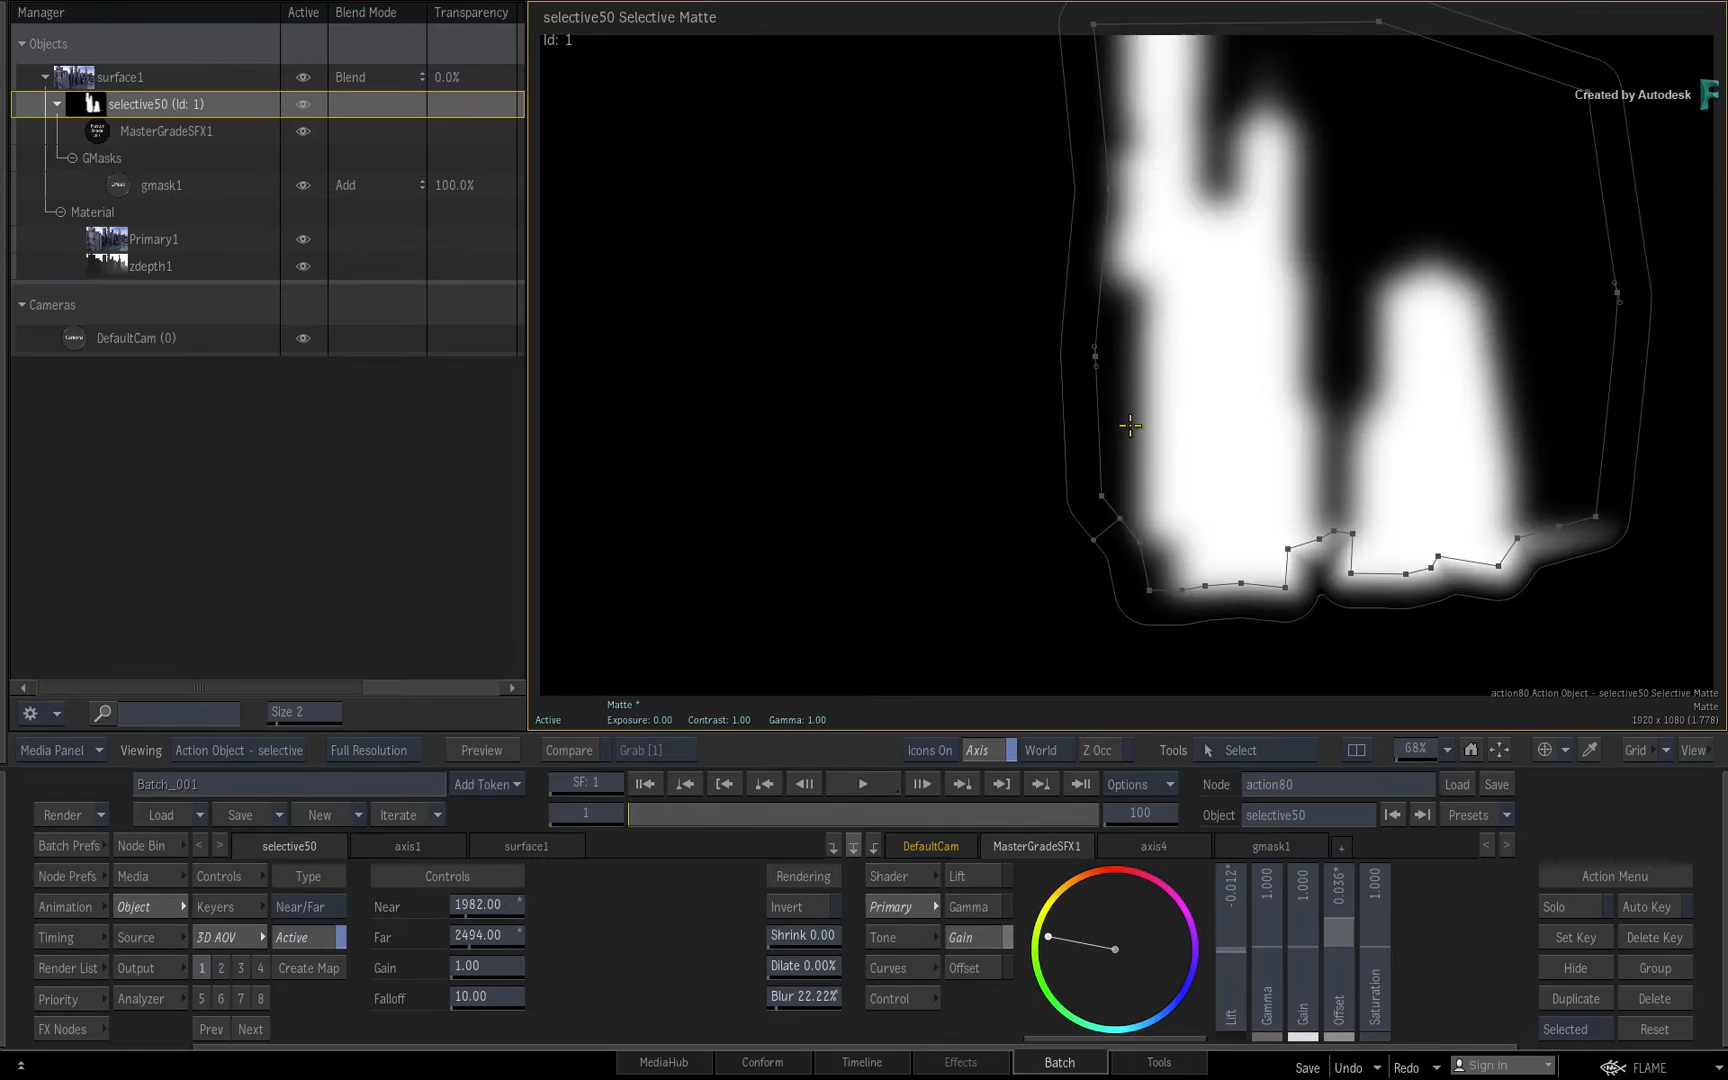 Manager Active Blend Mode Transparency
Objects
surface1 Blend 0.0%
selective50 (Id: 1)
MasterGradeSFX1
GMasks
gmask1 Add 100.0%
Material
Primary1
zdepth1
Cameras
DefaultCam (0)
Size 2
selective50 Selective Matte
Id: 1
Created by Autodesk
action80 Action Object - selective50 Selective Matte
Matte
1920 x 1080 (1.778)
Matte *
Active Exposure: 0.00 Contrast: 1.00 Gamma: 1.00
Media Panel Viewing Action Object - selective Full Resolution Preview Compare Grab [1] Icons On Axis World Z Occ Tools Select 68% Grid View
Batch_001 Add Token SF: 1 Options Node action80 Load Save
Render Load Save New Iterate 1 100 Object selective50 Presets
Batch Prefs Node Bin < > selective50 axis1 surface1 DefaultCam MasterGradeSFX1 axis4 gmask1 + < >
Node Prefs Media Controls Type Controls Rendering Shader Lift Action Menu
Animation Object Keyers Near/Far Near 1982.00 * Invert Primary Gamma Solo Auto Key
Timing Source 3D AOV Active Far 2494.00 * Shrink 0.00 Tone Gain Set Key Delete Key
Render List Output 1 2 3 4 Create Map Gain 1.00 Dilate 0.00% Curves Offset Hide Group
Priority Analyzer 5 6 7 8 Falloff 10.00 Blur 22.22%* Control Duplicate Delete
FX Nodes Prev Next Selected Reset
-0.012* 1.000 1.000 0.036* 1.000
Lift Gamma Gain Offset Saturation
MediaHub Conform Timeline Effects Batch Tools Save Undo Redo Sign In FLAME